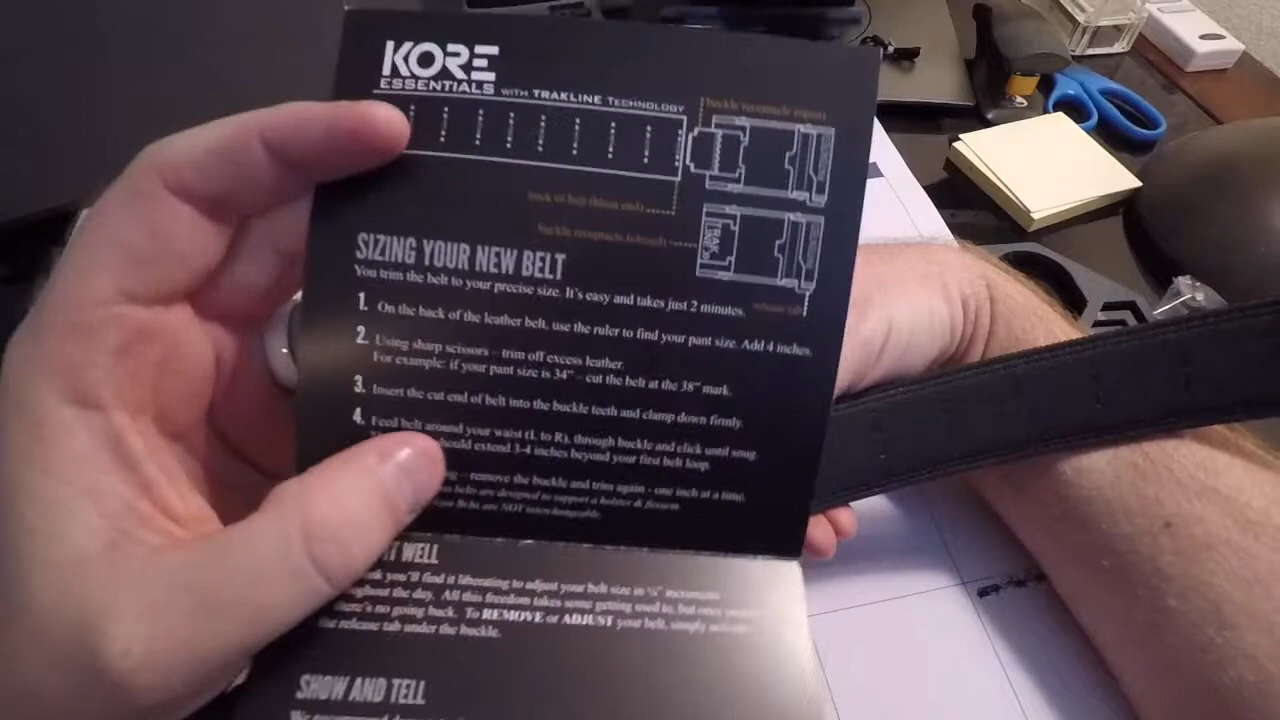 KORE
ESSENTIALS WITH TRAKLINE TECHNOLOGY
buckle receptacle (open)
track on belt (blunt end)
buckle receptacle (closed)
release tab
SIZING YOUR NEW BELT
You trim the belt to your precise size. It's easy and takes just 2 minutes.
1. On the back of the leather belt, use the ruler to find your pant size. Add 4 inches.
2. Using sharp scissors – trim off excess leather.
For example: if your pant size is 34" – cut the belt at the 38" mark.
3. Insert the cut end of belt into the buckle teeth and clamp down firmly.
4. Feed belt around your waist (L to R), through buckle and click until snug.
should extend 3-4 inches beyond your first belt loop.
– remove the buckle and trim again - one inch at a time.
belts are designed to support a holster & firearm
Belts are NOT interchangeable.
IT WELL
you'll find it liberating to adjust your belt size in ¼" increments
throughout the day. All this freedom takes some getting used to, but once
there's no going back. To REMOVE or ADJUST your belt, simply
the release tab under the buckle.
SHOW AND TELL
We recommend